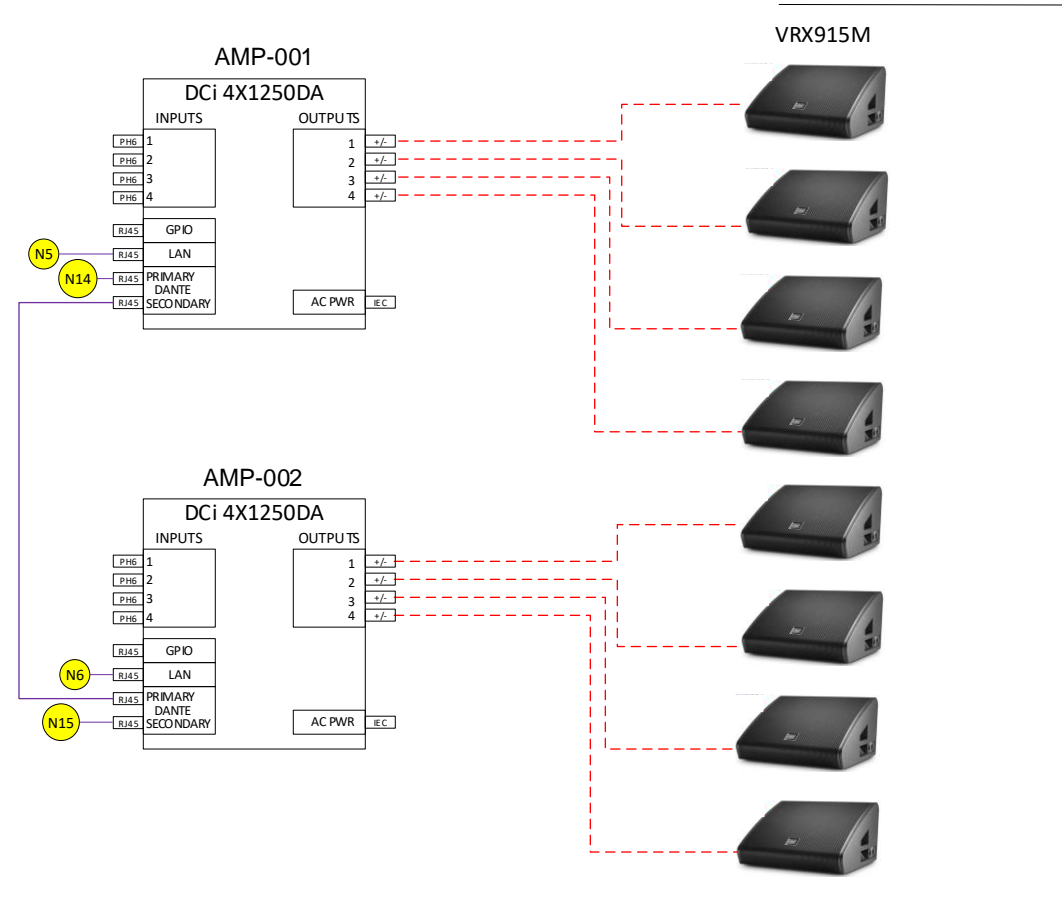 VRX915M
AMP-001
DCi 4X1250DA
INPUTS OUTPUTS
PH6 1 1 +/-
PH6 2 2 +/-
PH6 3 3 +/-
PH6 4 4 +/-
RJ45 GPIO
N5 RJ45 LAN
N14 RJ45 PRIMARY
DANTE
RJ45 SECONDARY AC PWR IEC
AMP-002
DCi 4X1250DA
INPUTS OUTPUTS
PH6 1 1 +/-
PH6 2 2 +/-
PH6 3 3 +/-
PH6 4 4 +/-
RJ45 GPIO
N6 RJ45 LAN
RJ45 PRIMARY
DANTE
N15 RJ45 SECONDARY AC PWR IEC